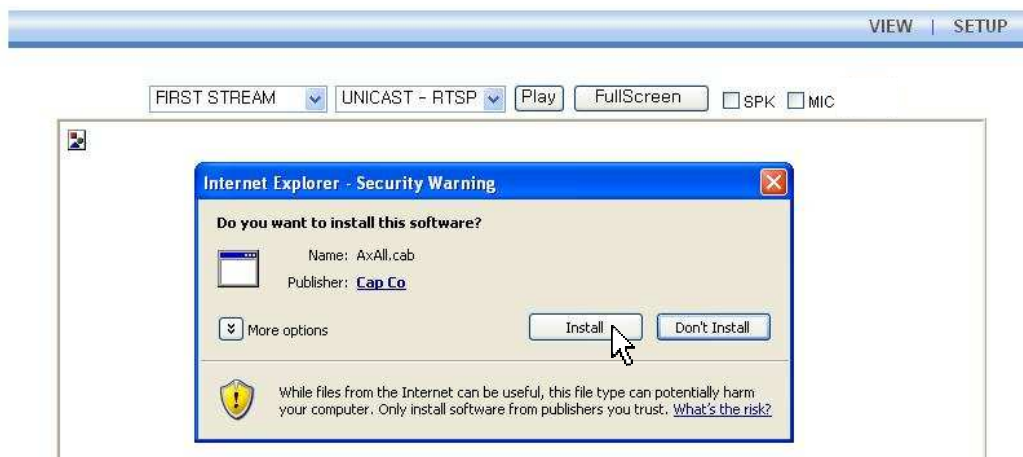 VIEW | SETUP
FIRST STREAM UNICAST - RTSP Play FullScreen SPK MIC
Internet Explorer - Security Warning
Do you want to install this software?
Name: AxAll.cab
Publisher: Cap Co
More options Install Don't Install
While files from the Internet can be useful, this file type can potentially harm
your computer. Only install software from publishers you trust. What's the risk?